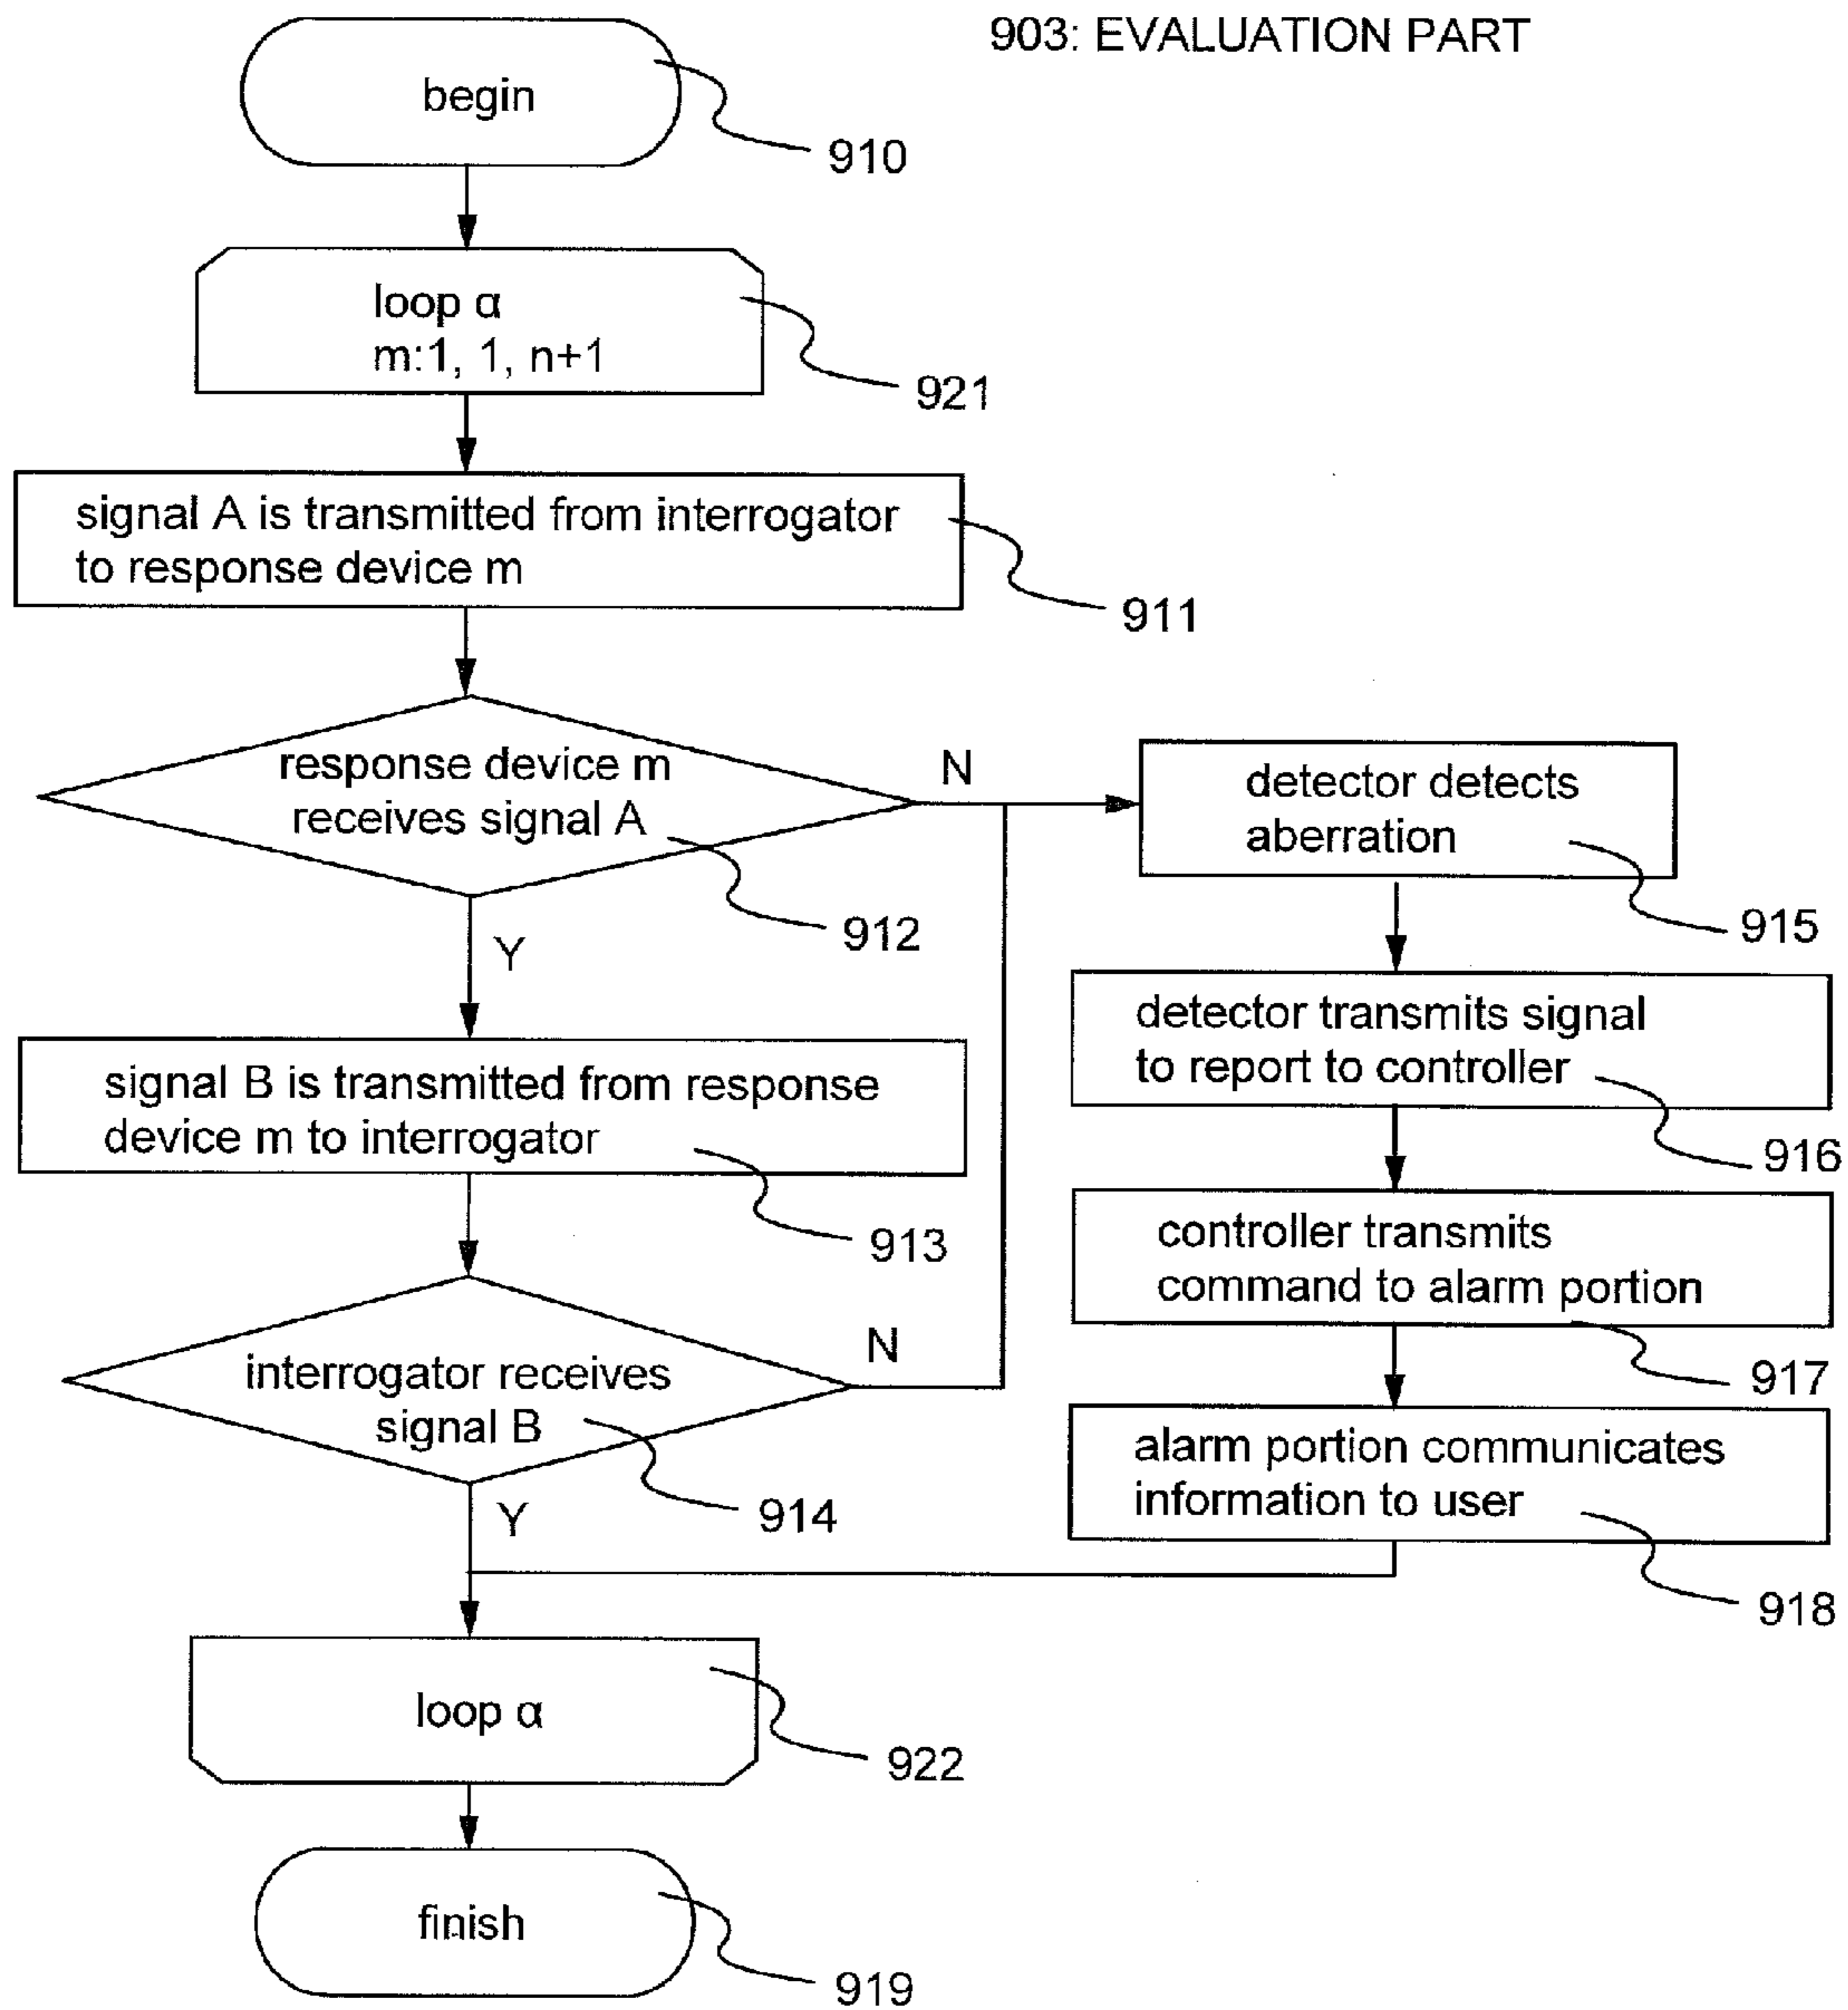 903: EVALUATION PART
begin
910
loop α
m:1, 1, n+1
921
signal A is transmitted from interrogator
to response device m
911
response device m
receives signal A
912
N
Y
detector detects
aberration
915
detector transmits signal
to report to controller
916
signal B is transmitted from response
device m to interrogator
913
controller transmits
command to alarm portion
917
interrogator receives
signal B
914
N
Y
alarm portion communicates
information to user
918
loop α
922
finish
919